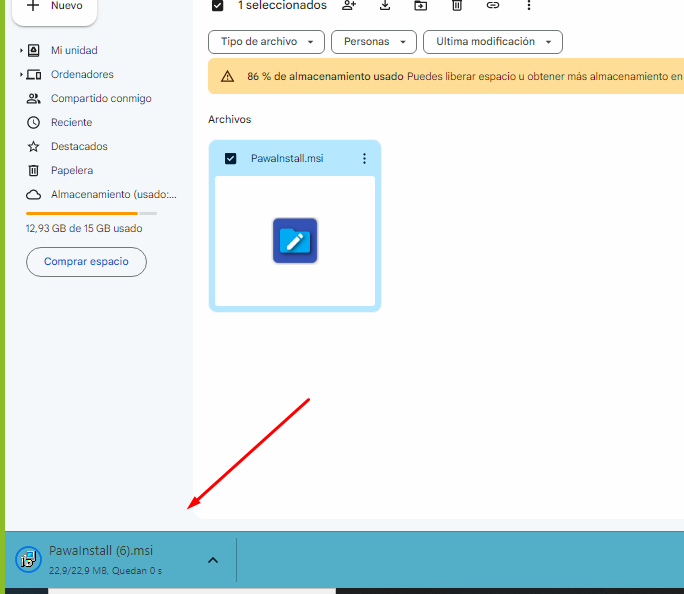 Nuevo
1 seleccionados
Tipo de archivo
Personas
Ultima modificación
Mi unidad
Ordenadores
Compartido conmigo
Reciente
Destacados
Papelera
Almacenamiento (usado:...
12,93 GB de 15 GB usado
Comprar espacio
86 % de almacenamiento usado Puedes liberar espacio u obtener más almacenamiento en
Archivos
PawaInstall.msi
PawaInstall (6).msi
22,9/22,9 MB, Quedan 0 s